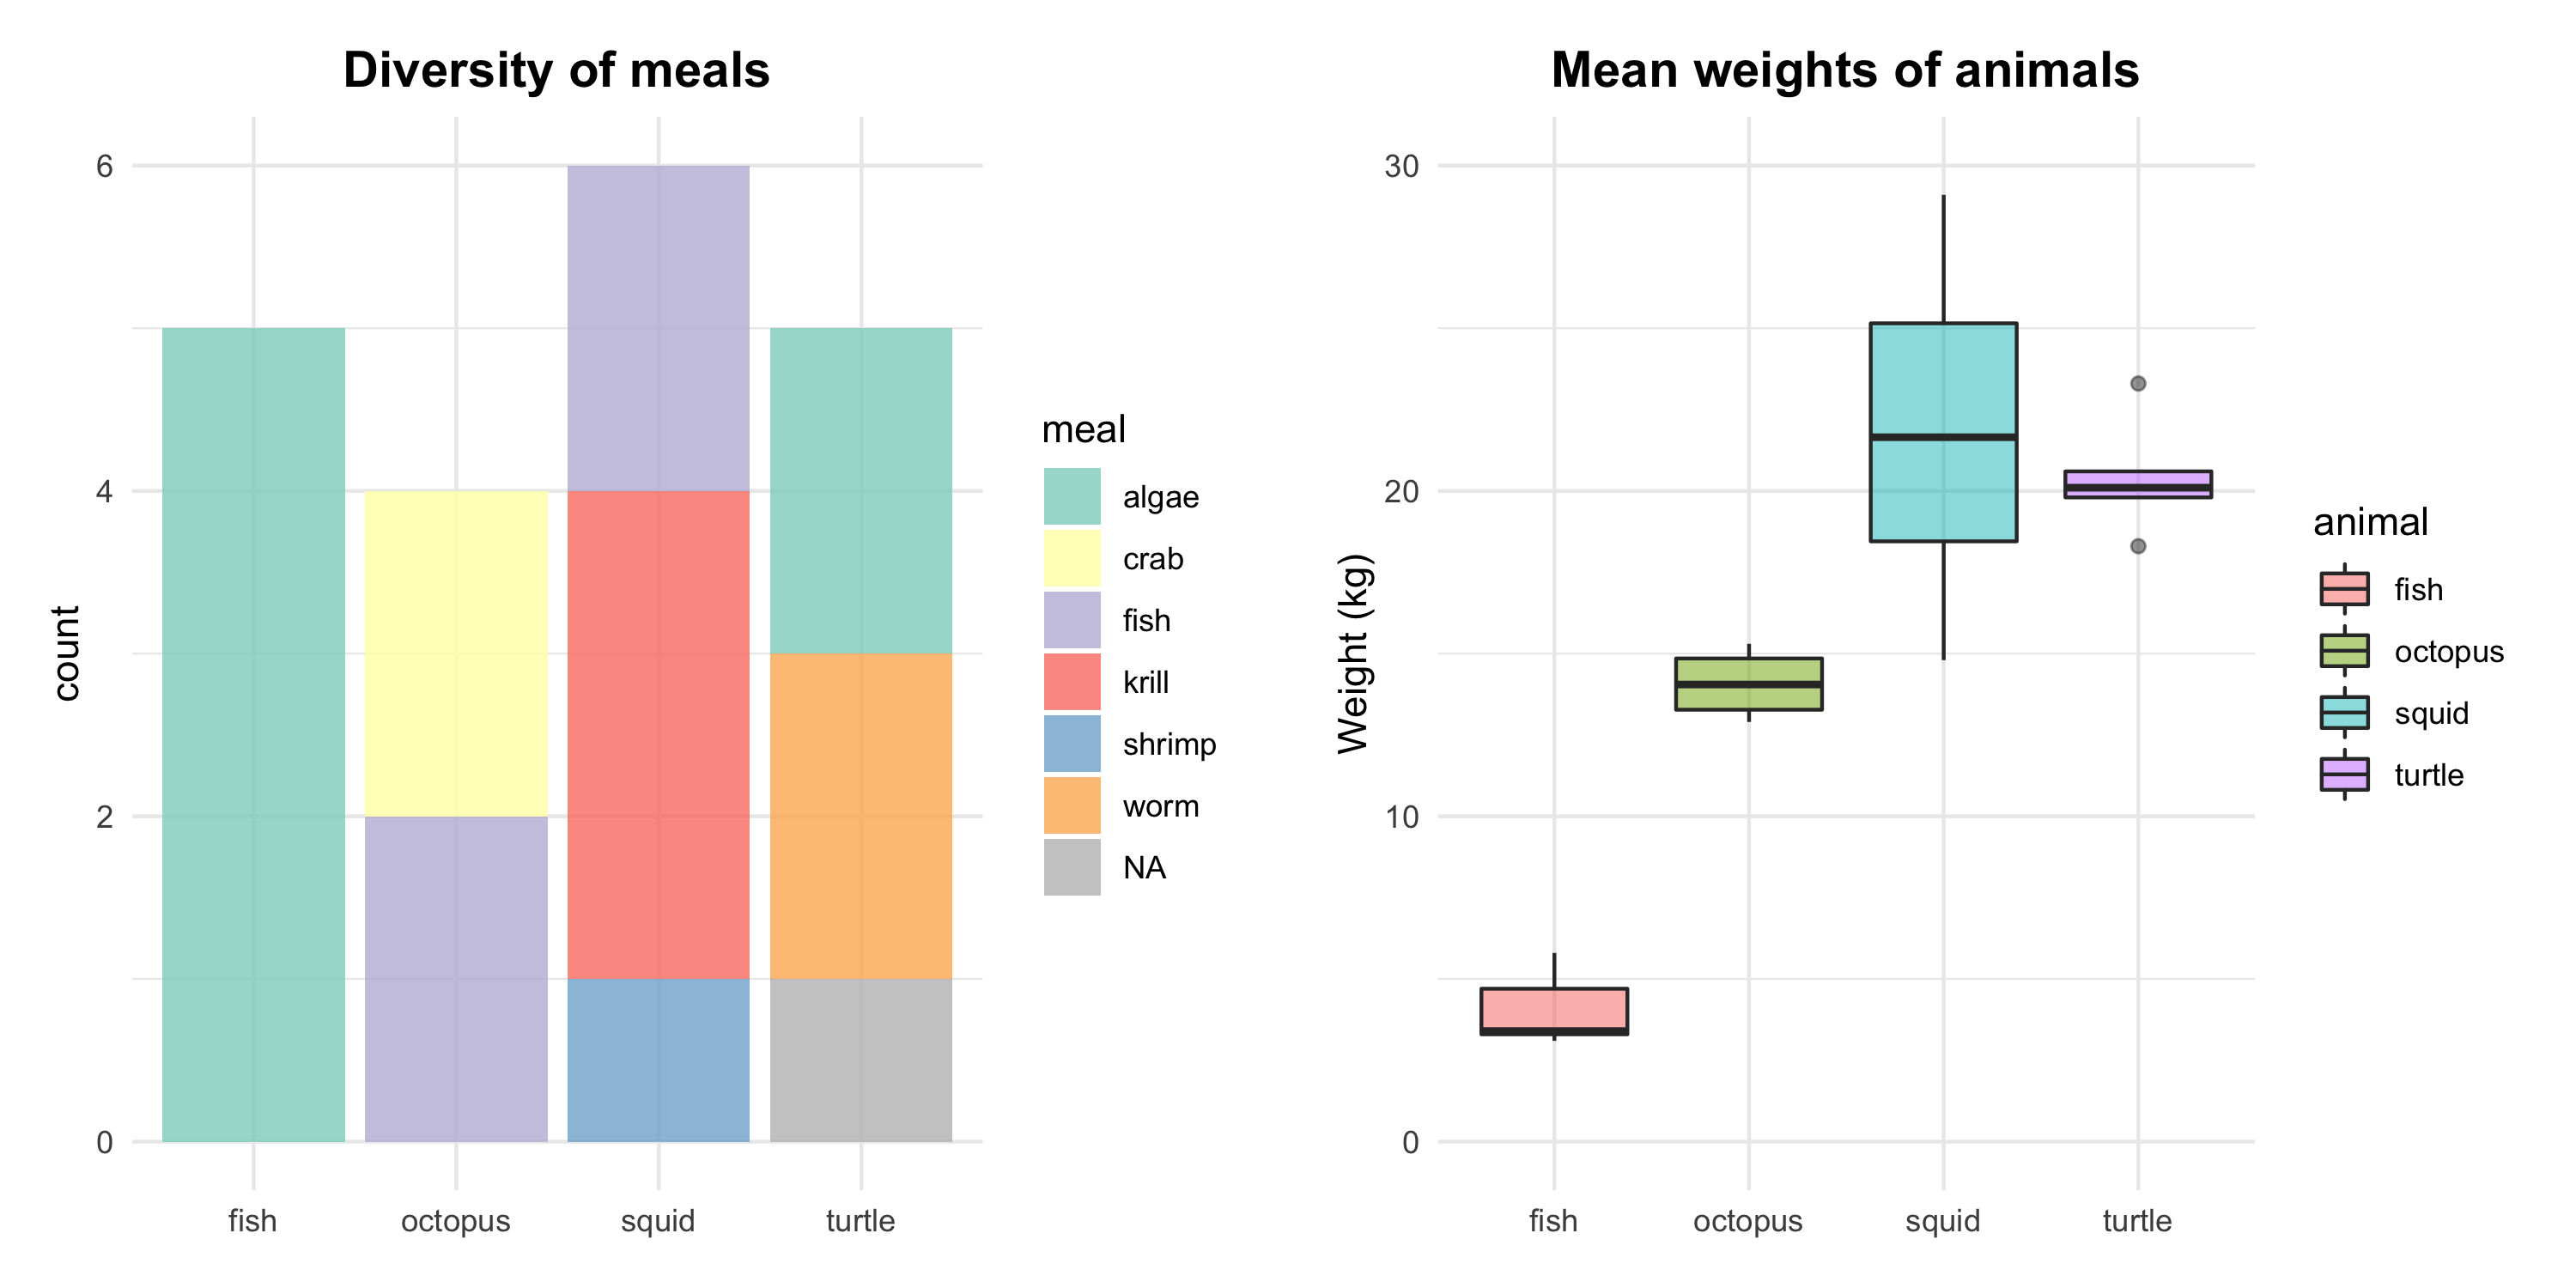 Diversity of meals
6
4
2
0
count
fish
octopus
squid
turtle
meal
algae
crab
fish
krill
shrimp
worm
NA
Mean weights of animals
30
20
10
0
Weight (kg)
fish
octopus
squid
turtle
animal
fish
octopus
squid
turtle